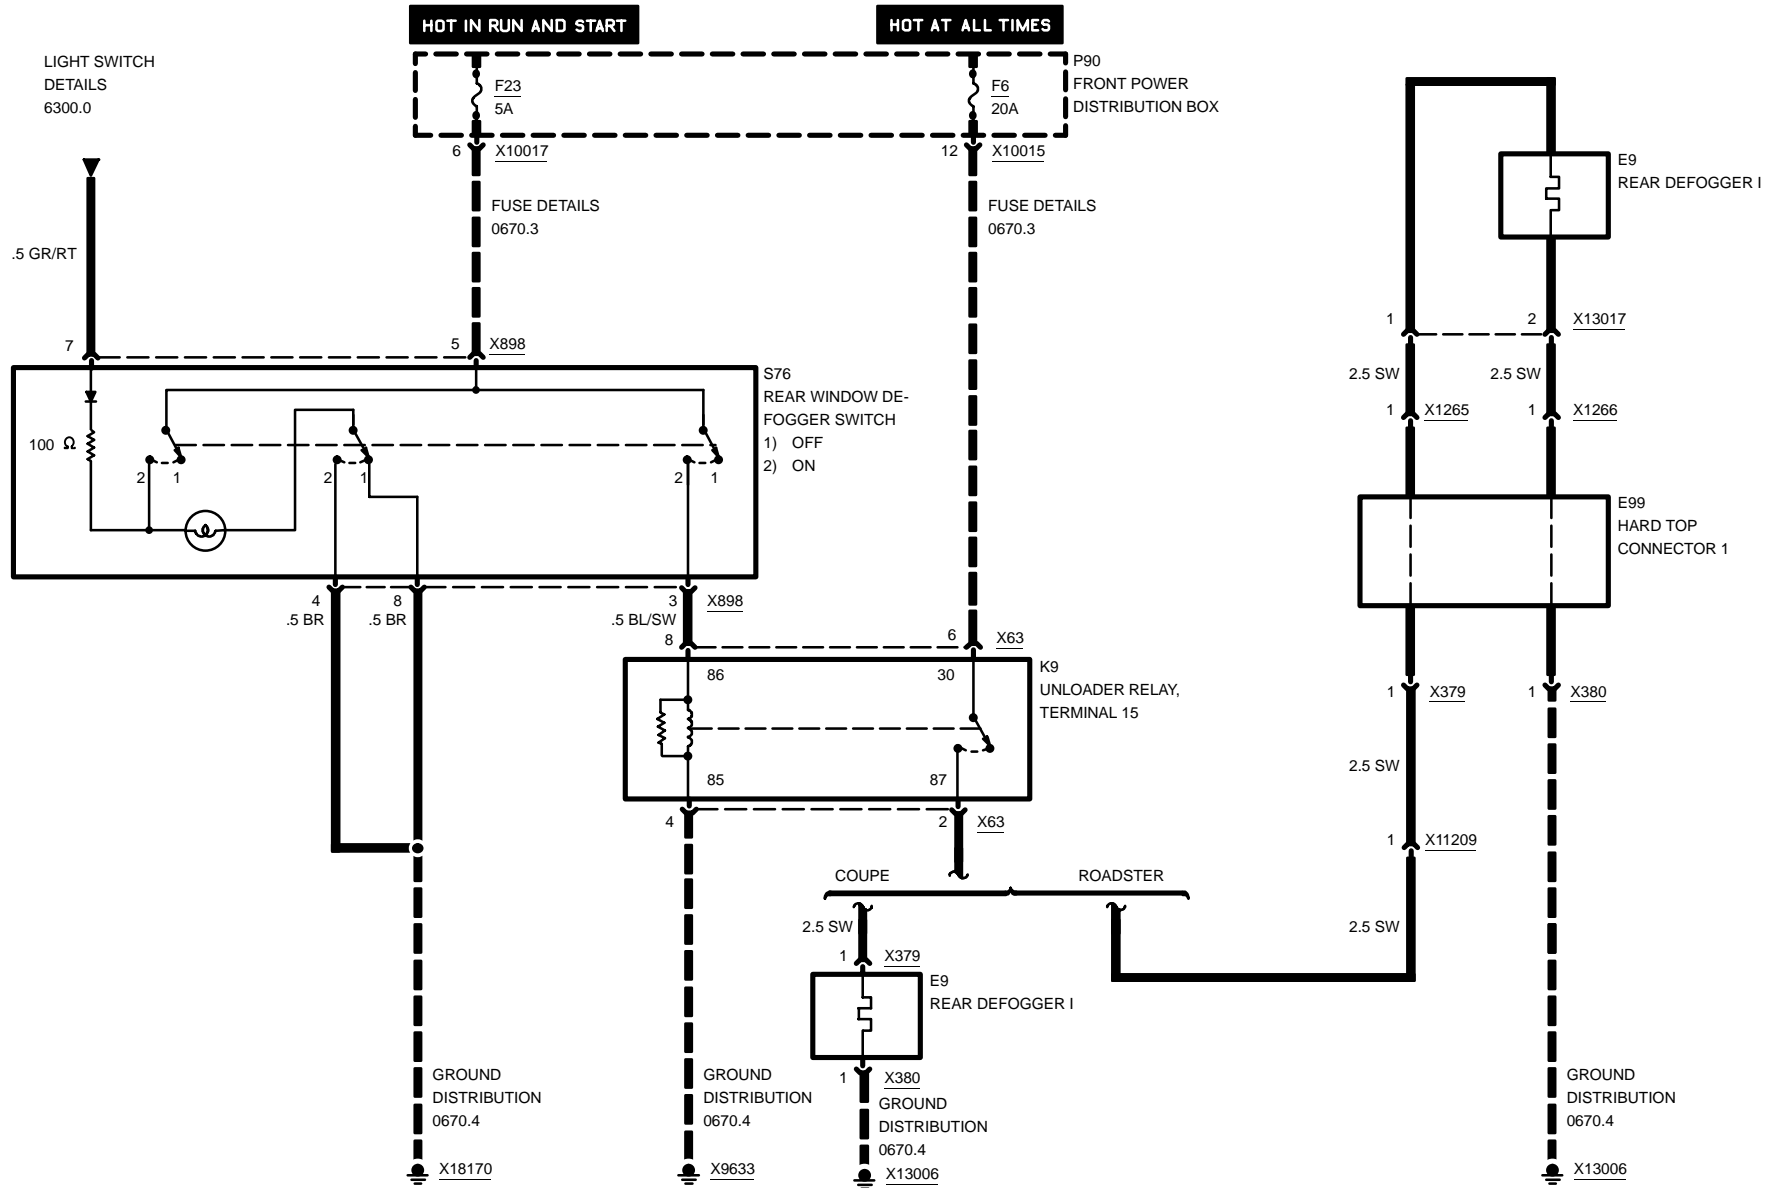 HOT IN RUN AND START
HOT AT ALL TIMES
LIGHT SWITCH
DETAILS
6300.0
F23
5A
F6
20A
P90
FRONT POWER
DISTRIBUTION BOX
6
X10017
12
X10015
E9
REAR DEFOGGER I
FUSE DETAILS
0670.3
FUSE DETAILS
0670.3
.5 GR/RT
1
2
X13017
7
5
X898
2.5 SW
2.5 SW
1
X1265
1
X1266
S76
REAR WINDOW DE-
FOGGER SWITCH
1) OFF
2) ON
100 Ω
2
1
2
1
2
1
E99
HARD TOP
CONNECTOR 1
4
8
3
X898
.5 BR
.5 BR
.5 BL/SW
8
6
X63
86
30
K9
UNLOADER RELAY,
TERMINAL 15
85
87
1
X379
1
X380
2.5 SW
4
2
X63
1
X11209
COUPE
ROADSTER
2.5 SW
2.5 SW
1
X379
E9
REAR DEFOGGER I
1
X380
GROUND
DISTRIBUTION
0670.4
GROUND
DISTRIBUTION
0670.4
GROUND
DISTRIBUTION
0670.4
GROUND
DISTRIBUTION
0670.4
X18170
X9633
X13006
X13006